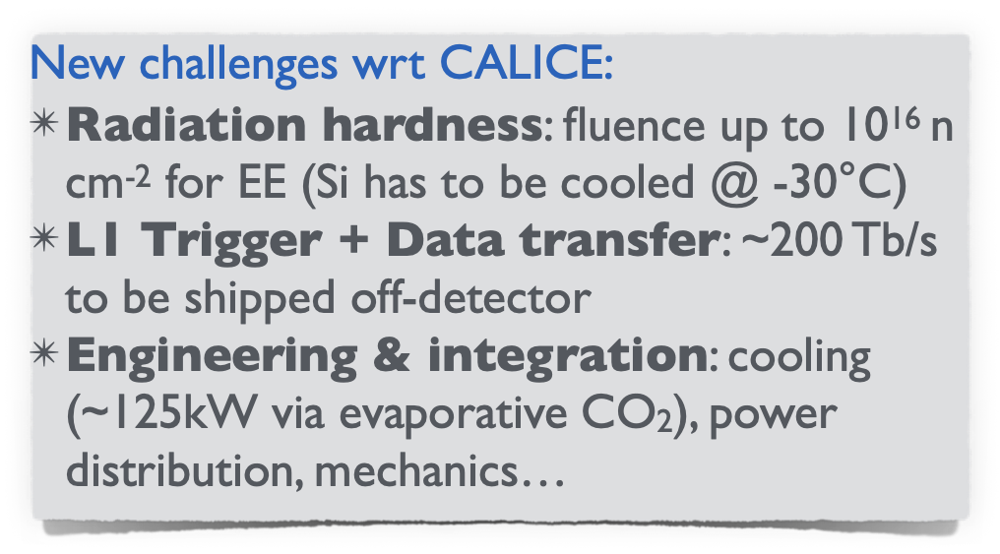 New challenges wrt CALICE:
✴Radiation hardness: fluence up to 10¹⁶ n
cm⁻² for EE (Si has to be cooled @ -30°C)
✴L1 Trigger + Data transfer: ~200 Tb/s
to be shipped off-detector
✴Engineering & integration: cooling
(~125kW via evaporative CO₂), power
distribution, mechanics…